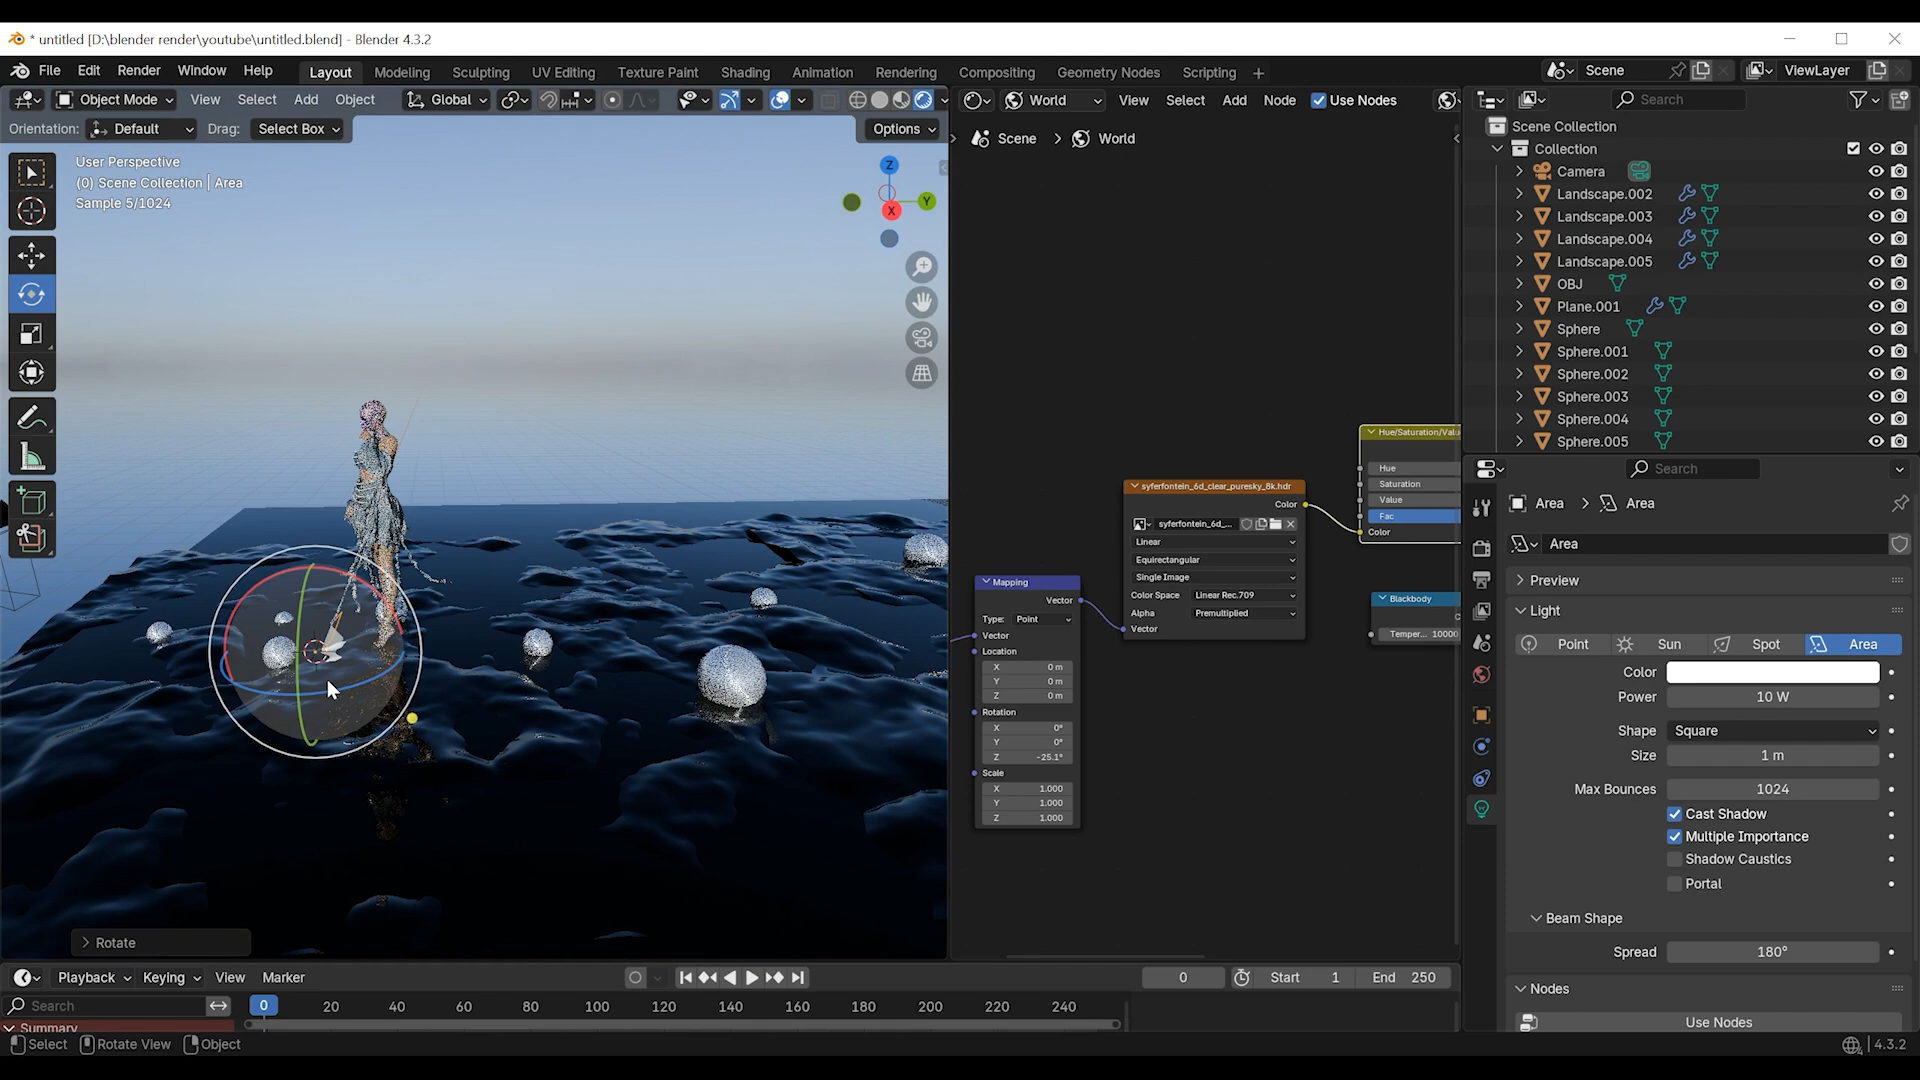 * untitled [D:\blender render\youtube\untitled.blend] - Blender 4.3.2
File Edit Render Window Help Layout Modeling Sculpting UV Editing Texture Paint Shading Animation Rendering Compositing Geometry Nodes Scripting + Scene ViewLayer
Object Mode View Select Add Object Global World View Select Add Node Use Nodes Search
Orientation: Default Drag: Select Box Options
Scene > World
User Perspective
(0) Scene Collection | Area
Sample 5/1024
Z
Y
X
Mapping
Vector
Type: Point
Vector
Location
X 0 m
Y 0 m
Z 0 m
Rotation
X 0°
Y 0°
Z -25.1°
Scale
X 1.000
Y 1.000
Z 1.000
syferfontein_6d_clear_puresky_8k.hdr
Color
syferfontein_6d_...
Linear
Equirectangular
Single Image
Color Space Linear Rec.709
Alpha Premultiplied
Vector
Hue/Saturation/Valu
Hue
Saturation
Value
Fac
Color
Blackbody
C
Temper... 10000
Scene Collection
Collection
Camera
Landscape.002
Landscape.003
Landscape.004
Landscape.005
OBJ
Plane.001
Sphere
Sphere.001
Sphere.002
Sphere.003
Sphere.004
Sphere.005
Search
Area > Area
Area
Preview
Light
Point Sun Spot Area
Color
Power 10 W
Shape Square
Size 1 m
Max Bounces 1024
Cast Shadow
Multiple Importance
Shadow Caustics
Portal
Beam Shape
Spread 180°
Nodes
Use Nodes
Rotate
Playback Keying View Marker 0 Start 1 End 250
Search 0 20 40 60 80 100 120 140 160 180 200 220 240
Summary
Select Rotate View Object 4.3.2